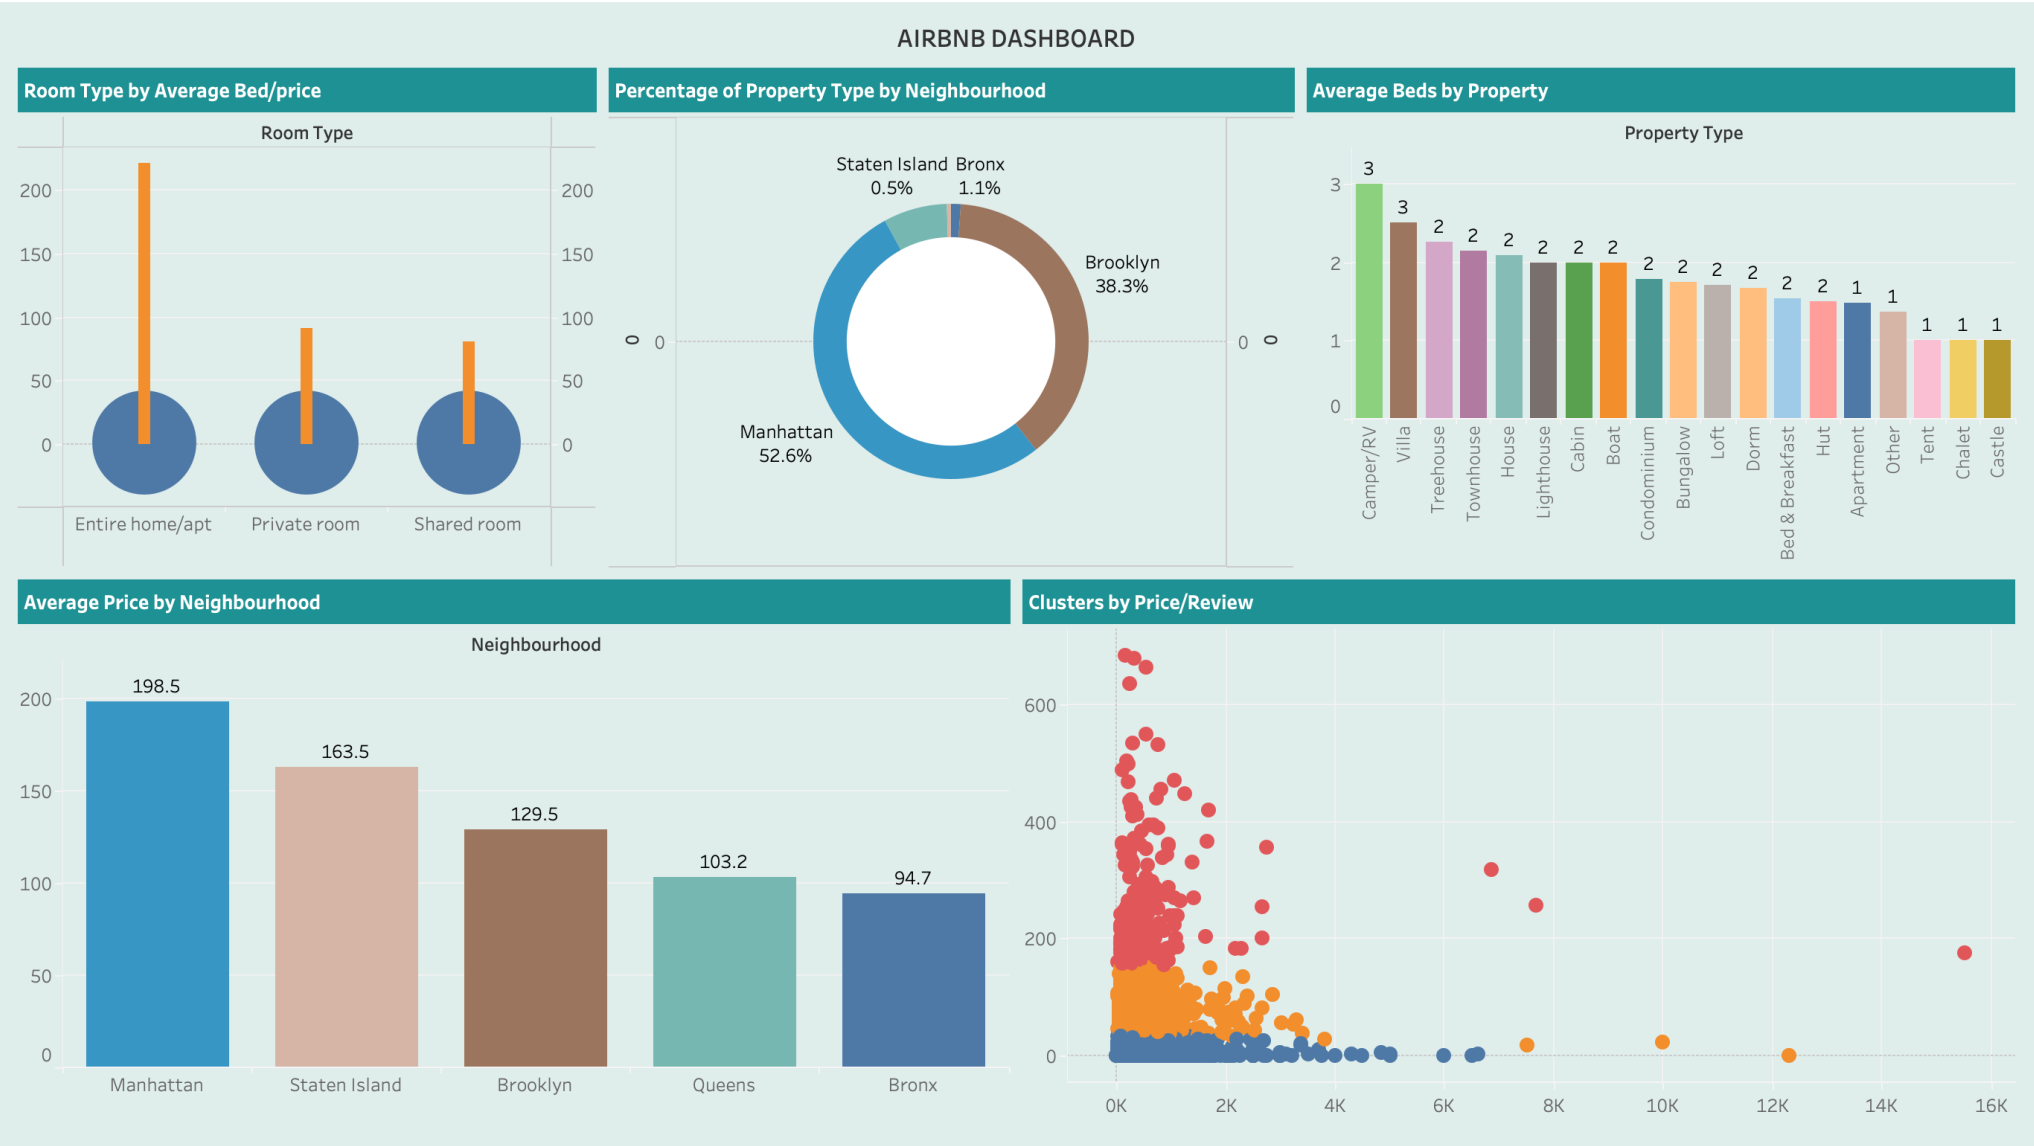 AIRBNB DASHBOARD
Room Type by Average Bed/price
Room Type
200
150
100
50
0
200
150
100
50
0
Entire home/apt
Private room
Shared room
Percentage of Property Type by Neighbourhood
Staten Island
0.5%
Bronx
1.1%
Brooklyn
38.3%
Manhattan
52.6%
0
0
0
0
Average Beds by Property
Property Type
3
2
1
0
3
3
2
2
2
2
2
2
2
2
2
2
2
2
1
1
1
1
1
Camper/RV
Villa
Treehouse
Townhouse
House
Lighthouse
Cabin
Boat
Condominium
Bungalow
Loft
Dorm
Bed & Breakfast
Hut
Apartment
Other
Tent
Chalet
Castle
Average Price by Neighbourhood
Neighbourhood
200
150
100
50
0
198.5
163.5
129.5
103.2
94.7
Manhattan
Staten Island
Brooklyn
Queens
Bronx
Clusters by Price/Review
600
400
200
0
0K
2K
4K
6K
8K
10K
12K
14K
16K